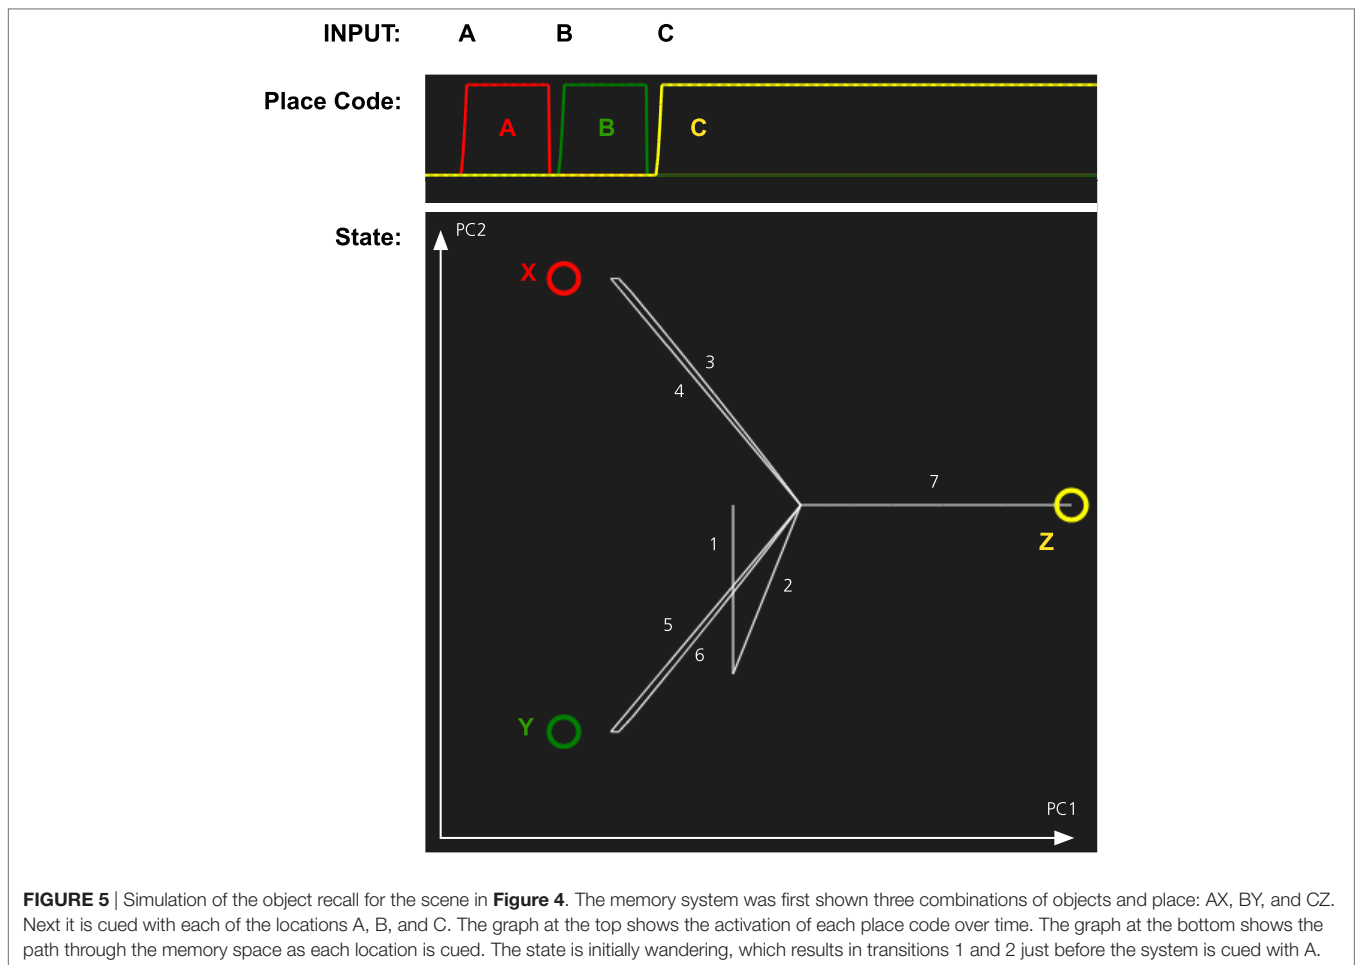 INPUT: A B C
Place Code:
A B C
State:
PC2
X
3
4
7
Z
1
2
5
6
Y
PC1
FIGURE 5 | Simulation of the object recall for the scene in Figure 4. The memory system was first shown three combinations of objects and place: AX, BY, and CZ.
Next it is cued with each of the locations A, B, and C. The graph at the top shows the activation of each place code over time. The graph at the bottom shows the
path through the memory space as each location is cued. The state is initially wandering, which results in transitions 1 and 2 just before the system is cued with A.